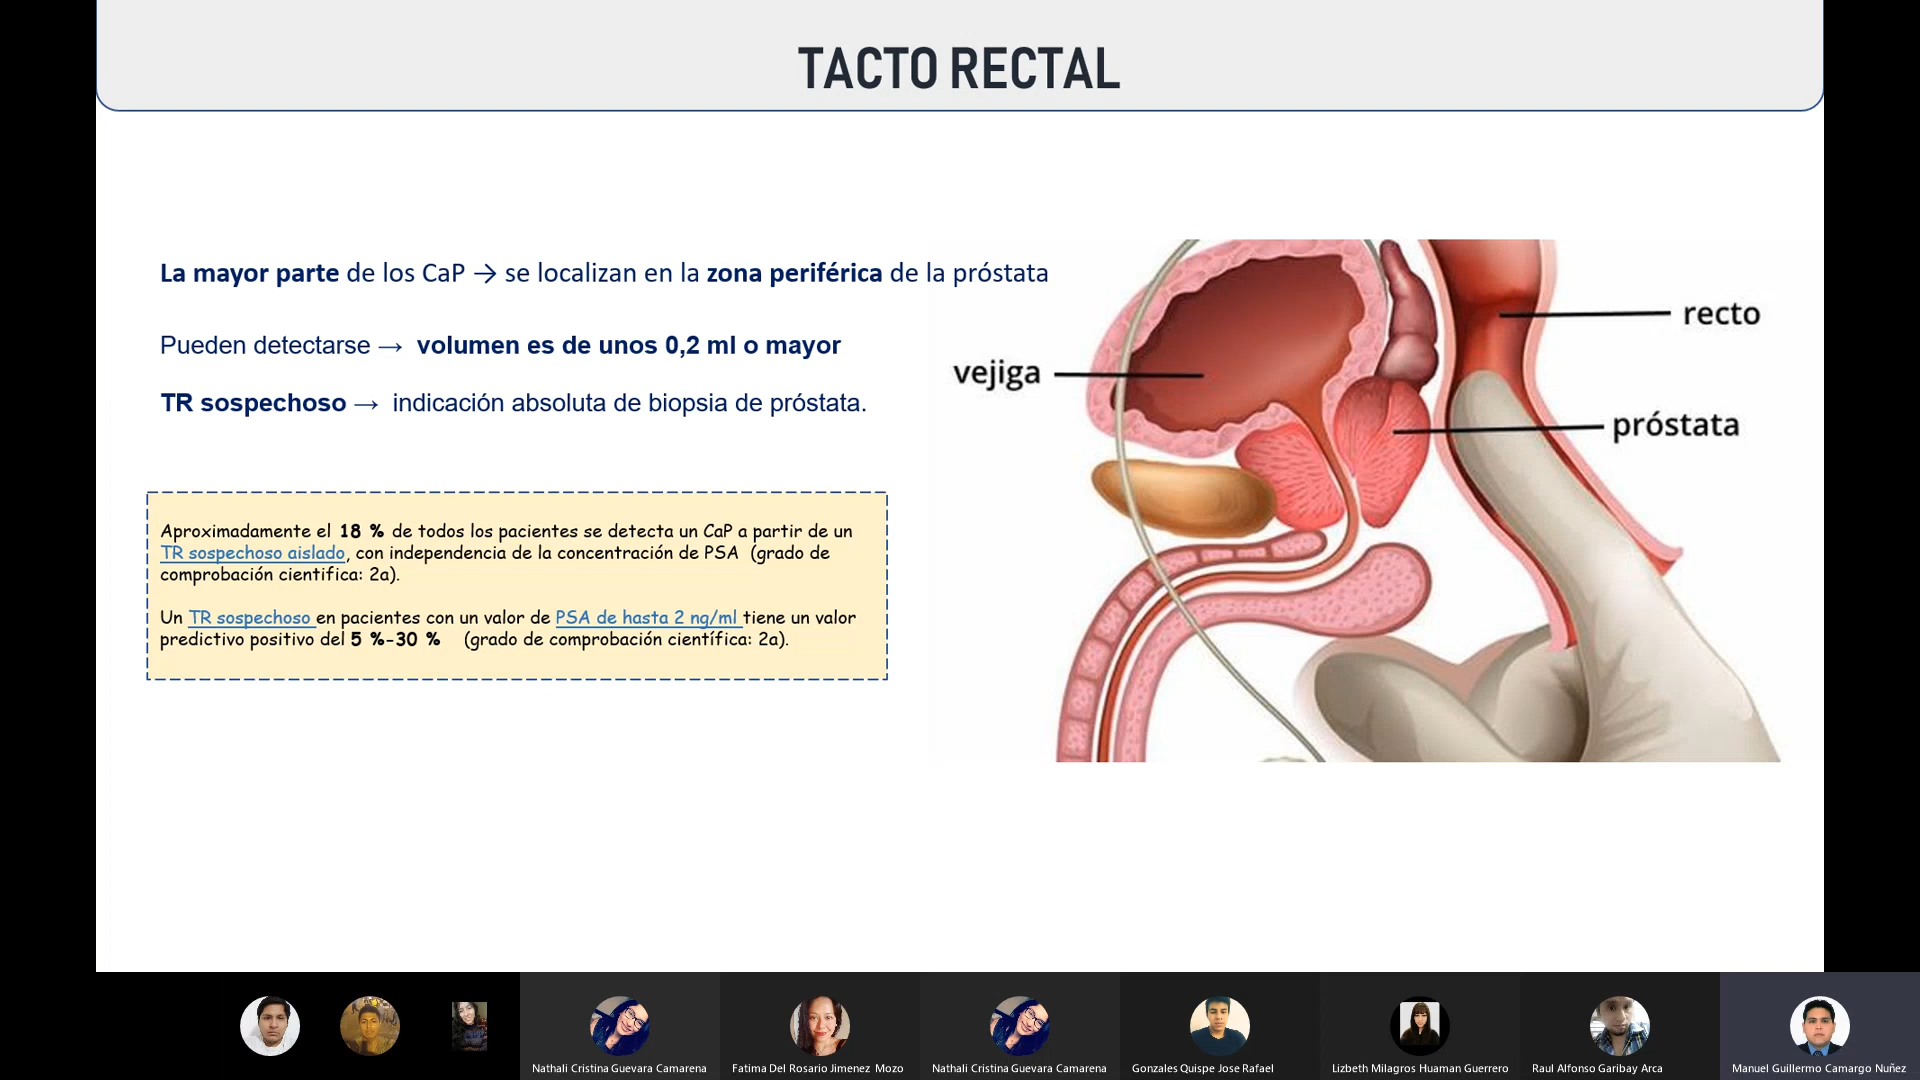 TACTO RECTAL
La mayor parte de los CaP → se localizan en la zona periférica de la próstata
Pueden detectarse → volumen es de unos 0,2 ml o mayor
TR sospechoso → indicación absoluta de biopsia de próstata.
Aproximadamente el 18 % de todos los pacientes se detecta un CaP a partir de un
TR sospechoso aislado, con independencia de la concentración de PSA (grado de
comprobación cientifica: 2a).
Un TR sospechoso en pacientes con un valor de PSA de hasta 2 ng/ml tiene un valor
predictivo positivo del 5 %-30 % (grado de comprobación científica: 2a).
recto
vejiga
próstata
Nathali Cristina Guevara Camarena
Fatima Del Rosario Jimenez Mozo
Nathali Cristina Guevara Camarena
Gonzales Quispe Jose Rafael
Lizbeth Milagros Huaman Guerrero
Raul Alfonso Garibay Arca
Manuel Guillermo Camargo Nuñez